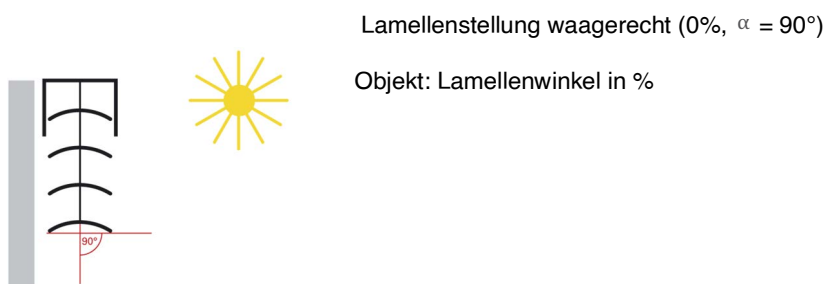 Lamellenstellung waagerecht (0%, α = 90°)
Objekt: Lamellenwinkel in %
90°